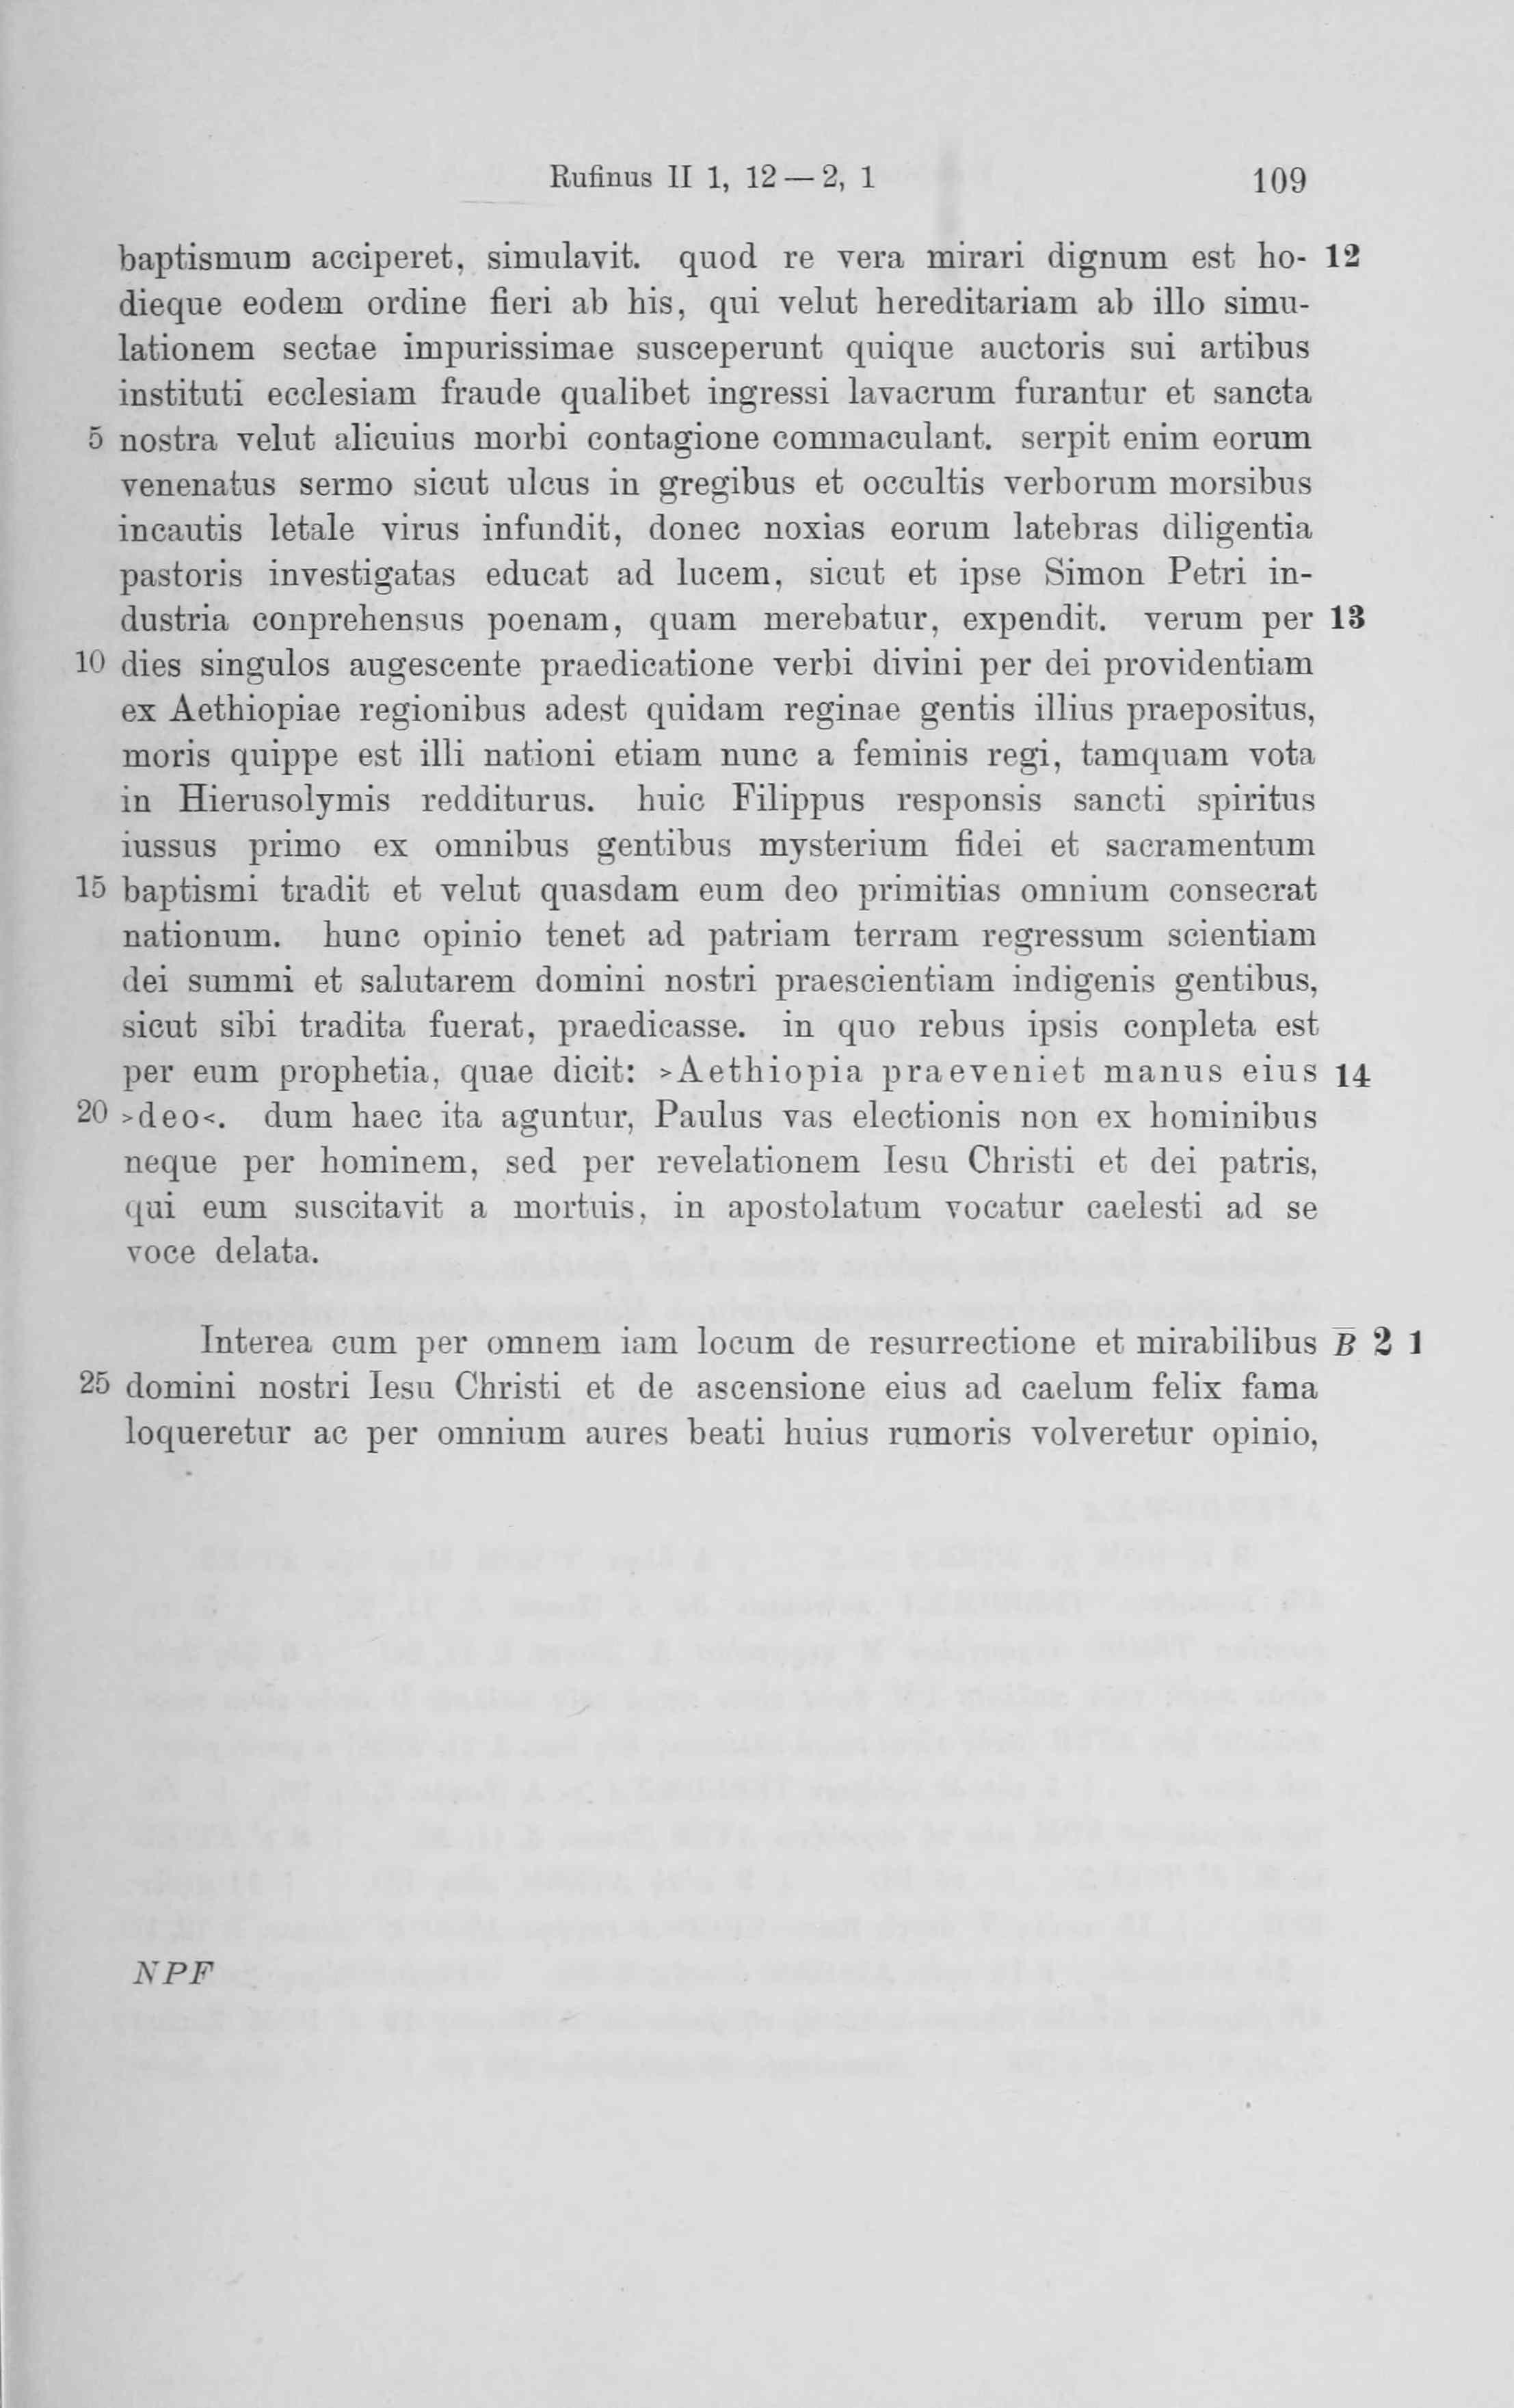 Rufinus II 1, 12 — 2, 1 109
baptismum acciperet, simulavit. quod re vera mirari dignum est ho- 12
dieque eodem ordine fieri ab his, qui velut hereditariam ab illo simu-
lationem sectae impurissimae susceperunt quique auctoris sui artibus
instituti ecclesiam fraude qualibet ingressi lavacrum furantur et sancta
5 nostra velut alicuius morbi contagione commaculant. serpit enim eorum
venenatus sermo sicut ulcus in gregibus et occultis verborum morsibus
incautis letale virus infundit, donec noxias eorum latebras diligentia
pastoris investigatas educat ad lucem, sicut et ipse Simon Petri in-
dustria conprehensus poenam, quam merebatur, expendit. verum per 13
10 dies singulos augescente praedicatione verbi divini per dei providentiam
ex Aethiopiae regionibus adest quidam reginae gentis illius praepositus,
moris quippe est illi nationi etiam nunc a feminis regi, tamquam vota
in Hierusolymis redditurus. huic Filippus responsis sancti spiritus
iussus primo ex omnibus gentibus mysterium fidei et sacramentum
15 baptismi tradit et velut quasdam eum deo primitias omnium consecrat
nationum. hunc opinio tenet ad patriam terram regressum scientiam
dei summi et salutarem domini nostri praescientiam indigenis gentibus,
sicut sibi tradita fuerat, praedicasse. in quo rebus ipsis conpleta est
per eum prophetia, quae dicit: >Aethiopia praeveniet manus eius 14
20 >deo<. dum haec ita aguntur, Paulus vas electionis non ex hominibus
neque per hominem, sed per revelationem Iesu Christi et dei patris,
qui eum suscitavit a mortuis, in apostolatum vocatur caelesti ad se
voce delata.
Interea cum per omnem iam locum de resurrectione et mirabilibus B̅ 2 1
25 domini nostri Iesu Christi et de ascensione eius ad caelum felix fama
loqueretur ac per omnium aures beati huius rumoris volveretur opinio,
NPF